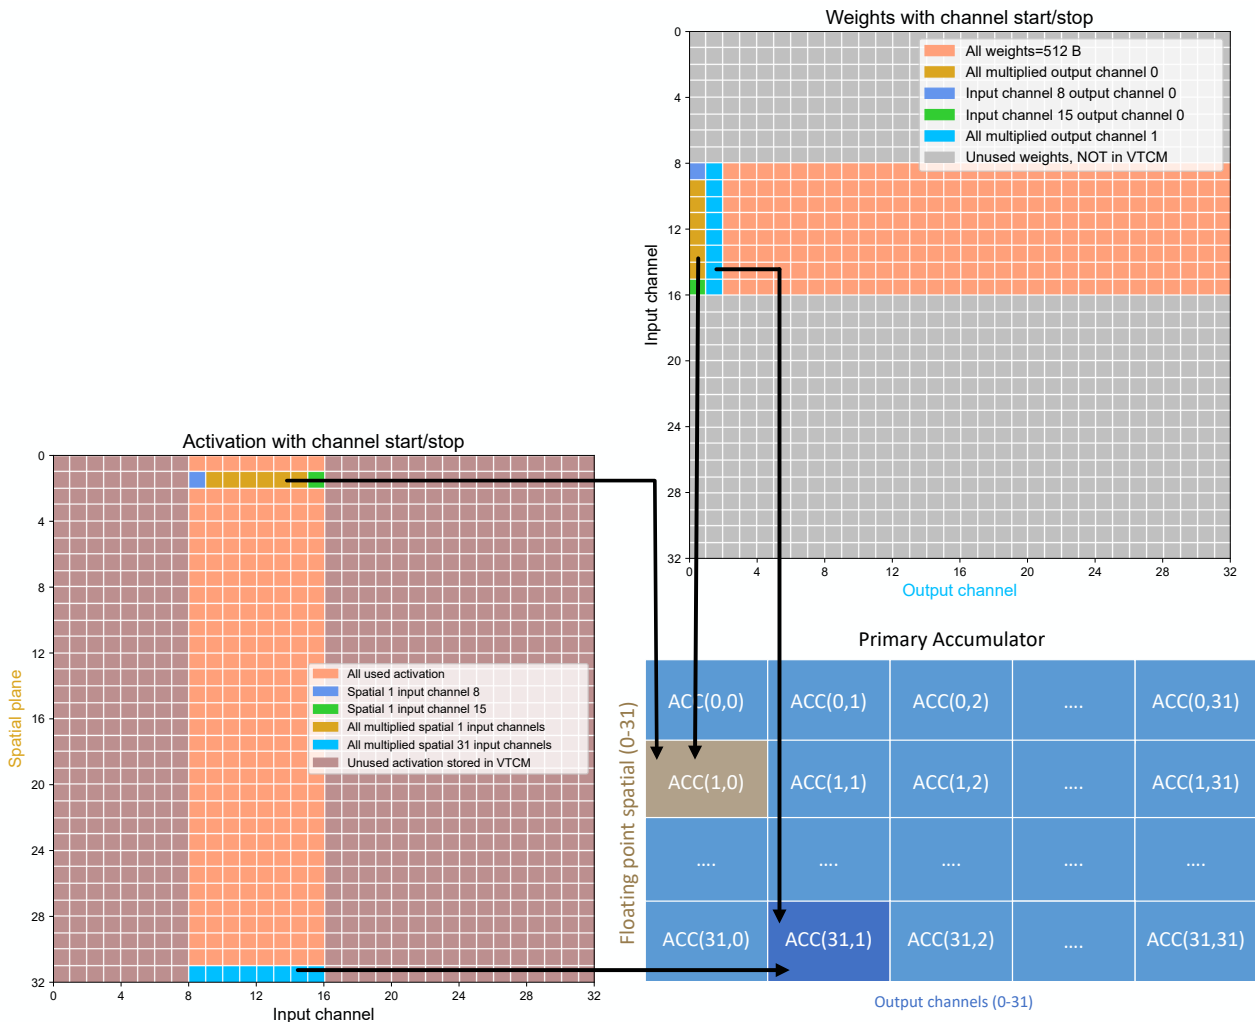 Weights with channel start/stop
0
4
8
12
16
20
24
28
32
Input channel
All weights=512 B
All multiplied output channel 0
Input channel 8 output channel 0
Input channel 15 output channel 0
All multiplied output channel 1
Unused weights, NOT in VTCM
0 4 8 12 16 20 24 28 32
Output channel
Activation with channel start/stop
0
4
8
12
16
20
24
28
32
Spatial plane
All used activation
Spatial 1 input channel 8
Spatial 1 input channel 15
All multiplied spatial 1 input channels
All multiplied spatial 31 input channels
Unused activation stored in VTCM
0 4 8 12 16 20 24 28 32
Input channel
Primary Accumulator
Floating point spatial (0-31)
ACC(0,0) ACC(0,1) ACC(0,2) .... ACC(0,31)
ACC(1,0) ACC(1,1) ACC(1,2) .... ACC(1,31)
.... .... .... .... ....
ACC(31,0) ACC(31,1) ACC(31,2) .... ACC(31,31)
Output channels (0-31)